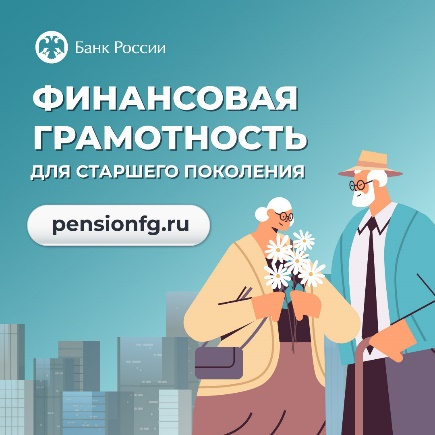 Банк России
ФИНАНСОВАЯ
ГРАМОТНОСТЬ
ДЛЯ СТАРШЕГО ПОКОЛЕНИЯ
pensionfg.ru